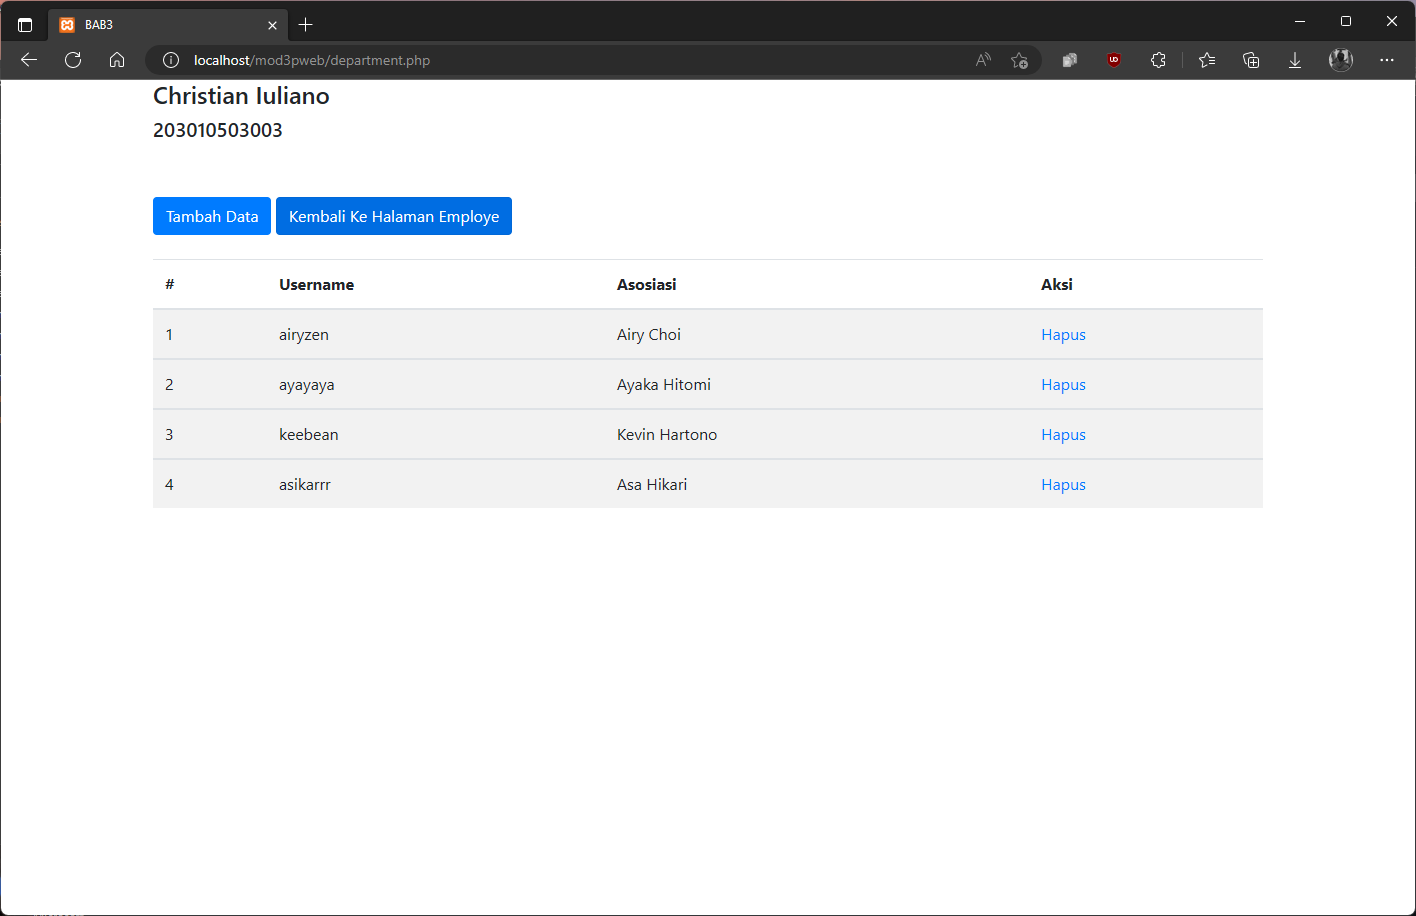 BAB3
localhost/mod3pweb/department.php
Christian Iuliano
203010503003
Tambah Data Kembali Ke Halaman Employe
# Username Asosiasi Aksi
1 airyzen Airy Choi Hapus
2 ayayaya Ayaka Hitomi Hapus
3 keebean Kevin Hartono Hapus
4 asikarrr Asa Hikari Hapus